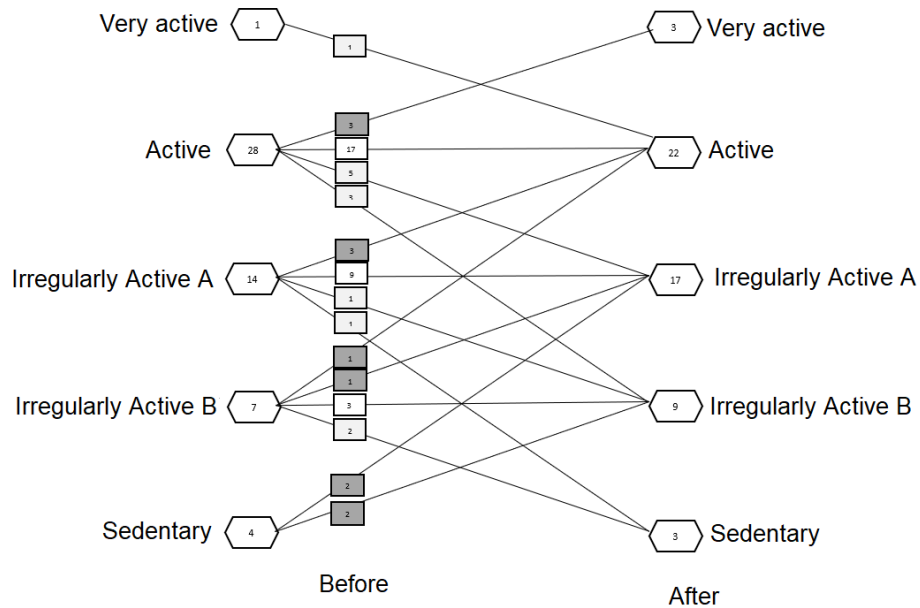 Very active 1 1 3 Very active
Active 28 3 17 5 3 22 Active
Irregularly Active A 14 3 9 1 1 17 Irregularly Active A
Irregularly Active B 7 1 1 3 2 9 Irregularly Active B
Sedentary 4 2 2 3 Sedentary
Before After